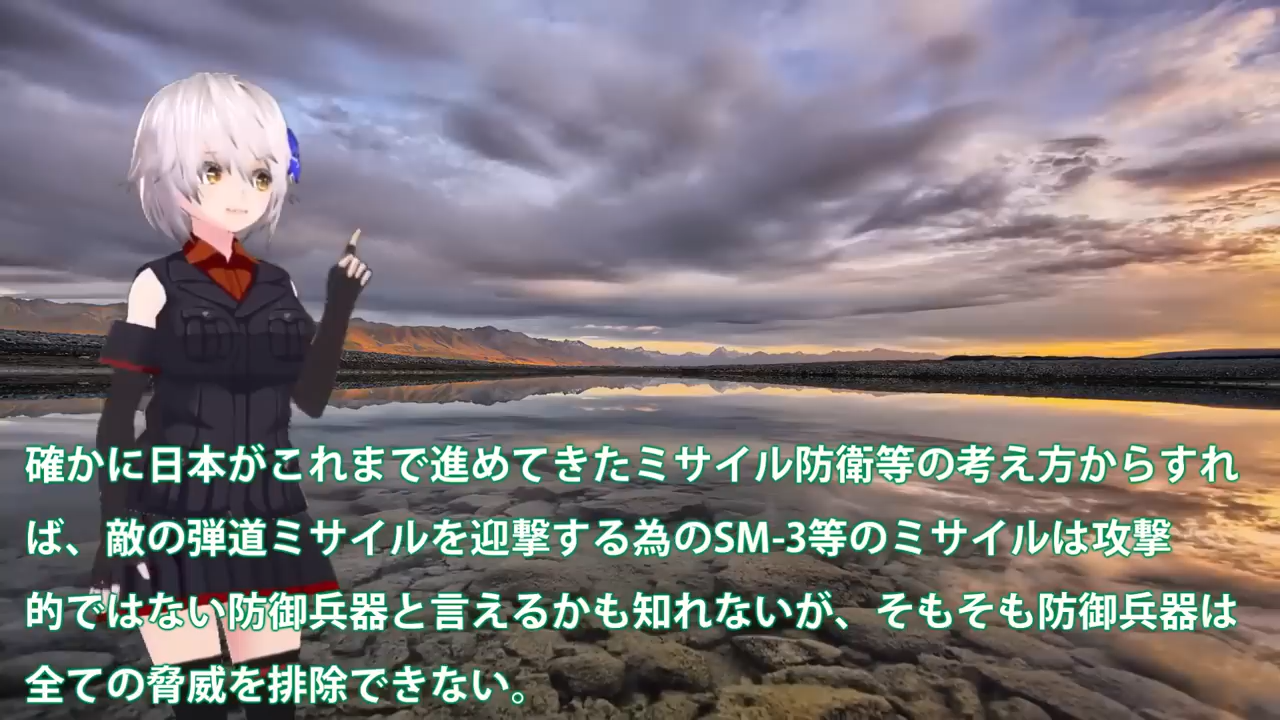 確かに日本がこれまで進めてきたミサイル防衛等の考え方からすれ
ば、敵の弾道ミサイルを迎撃する為のSM-3等のミサイルは攻撃
的ではない防御兵器と言えるかも知れないが、そもそも防御兵器は
全ての脅威を排除できない。